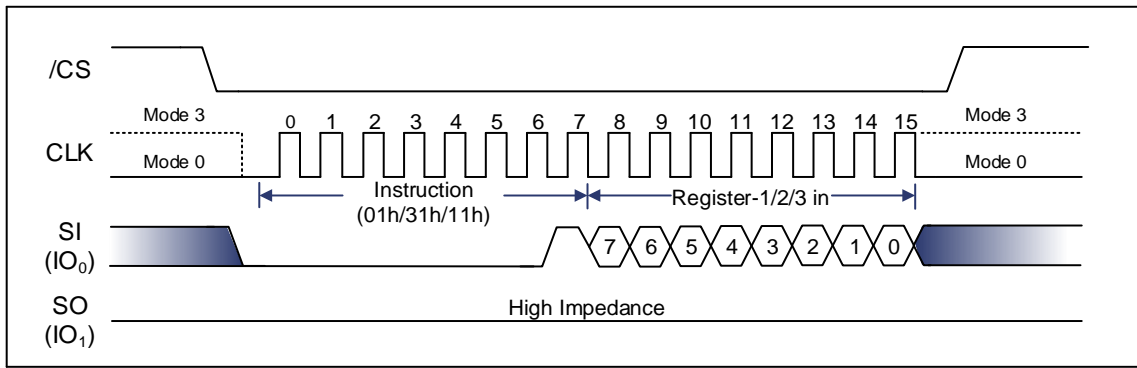 /CS
Mode 3
Mode 3
0 1 2 3 4 5 6 7 8 9 10 11 12 13 14 15
CLK
Mode 0
Mode 0
Instruction
(01h/31h/11h)
Register-1/2/3 in
SI
(IO₀)
7 6 5 4 3 2 1 0
SO
(IO₁)
High Impedance